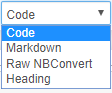 Code
Code
Markdown
Raw NBConvert
Heading